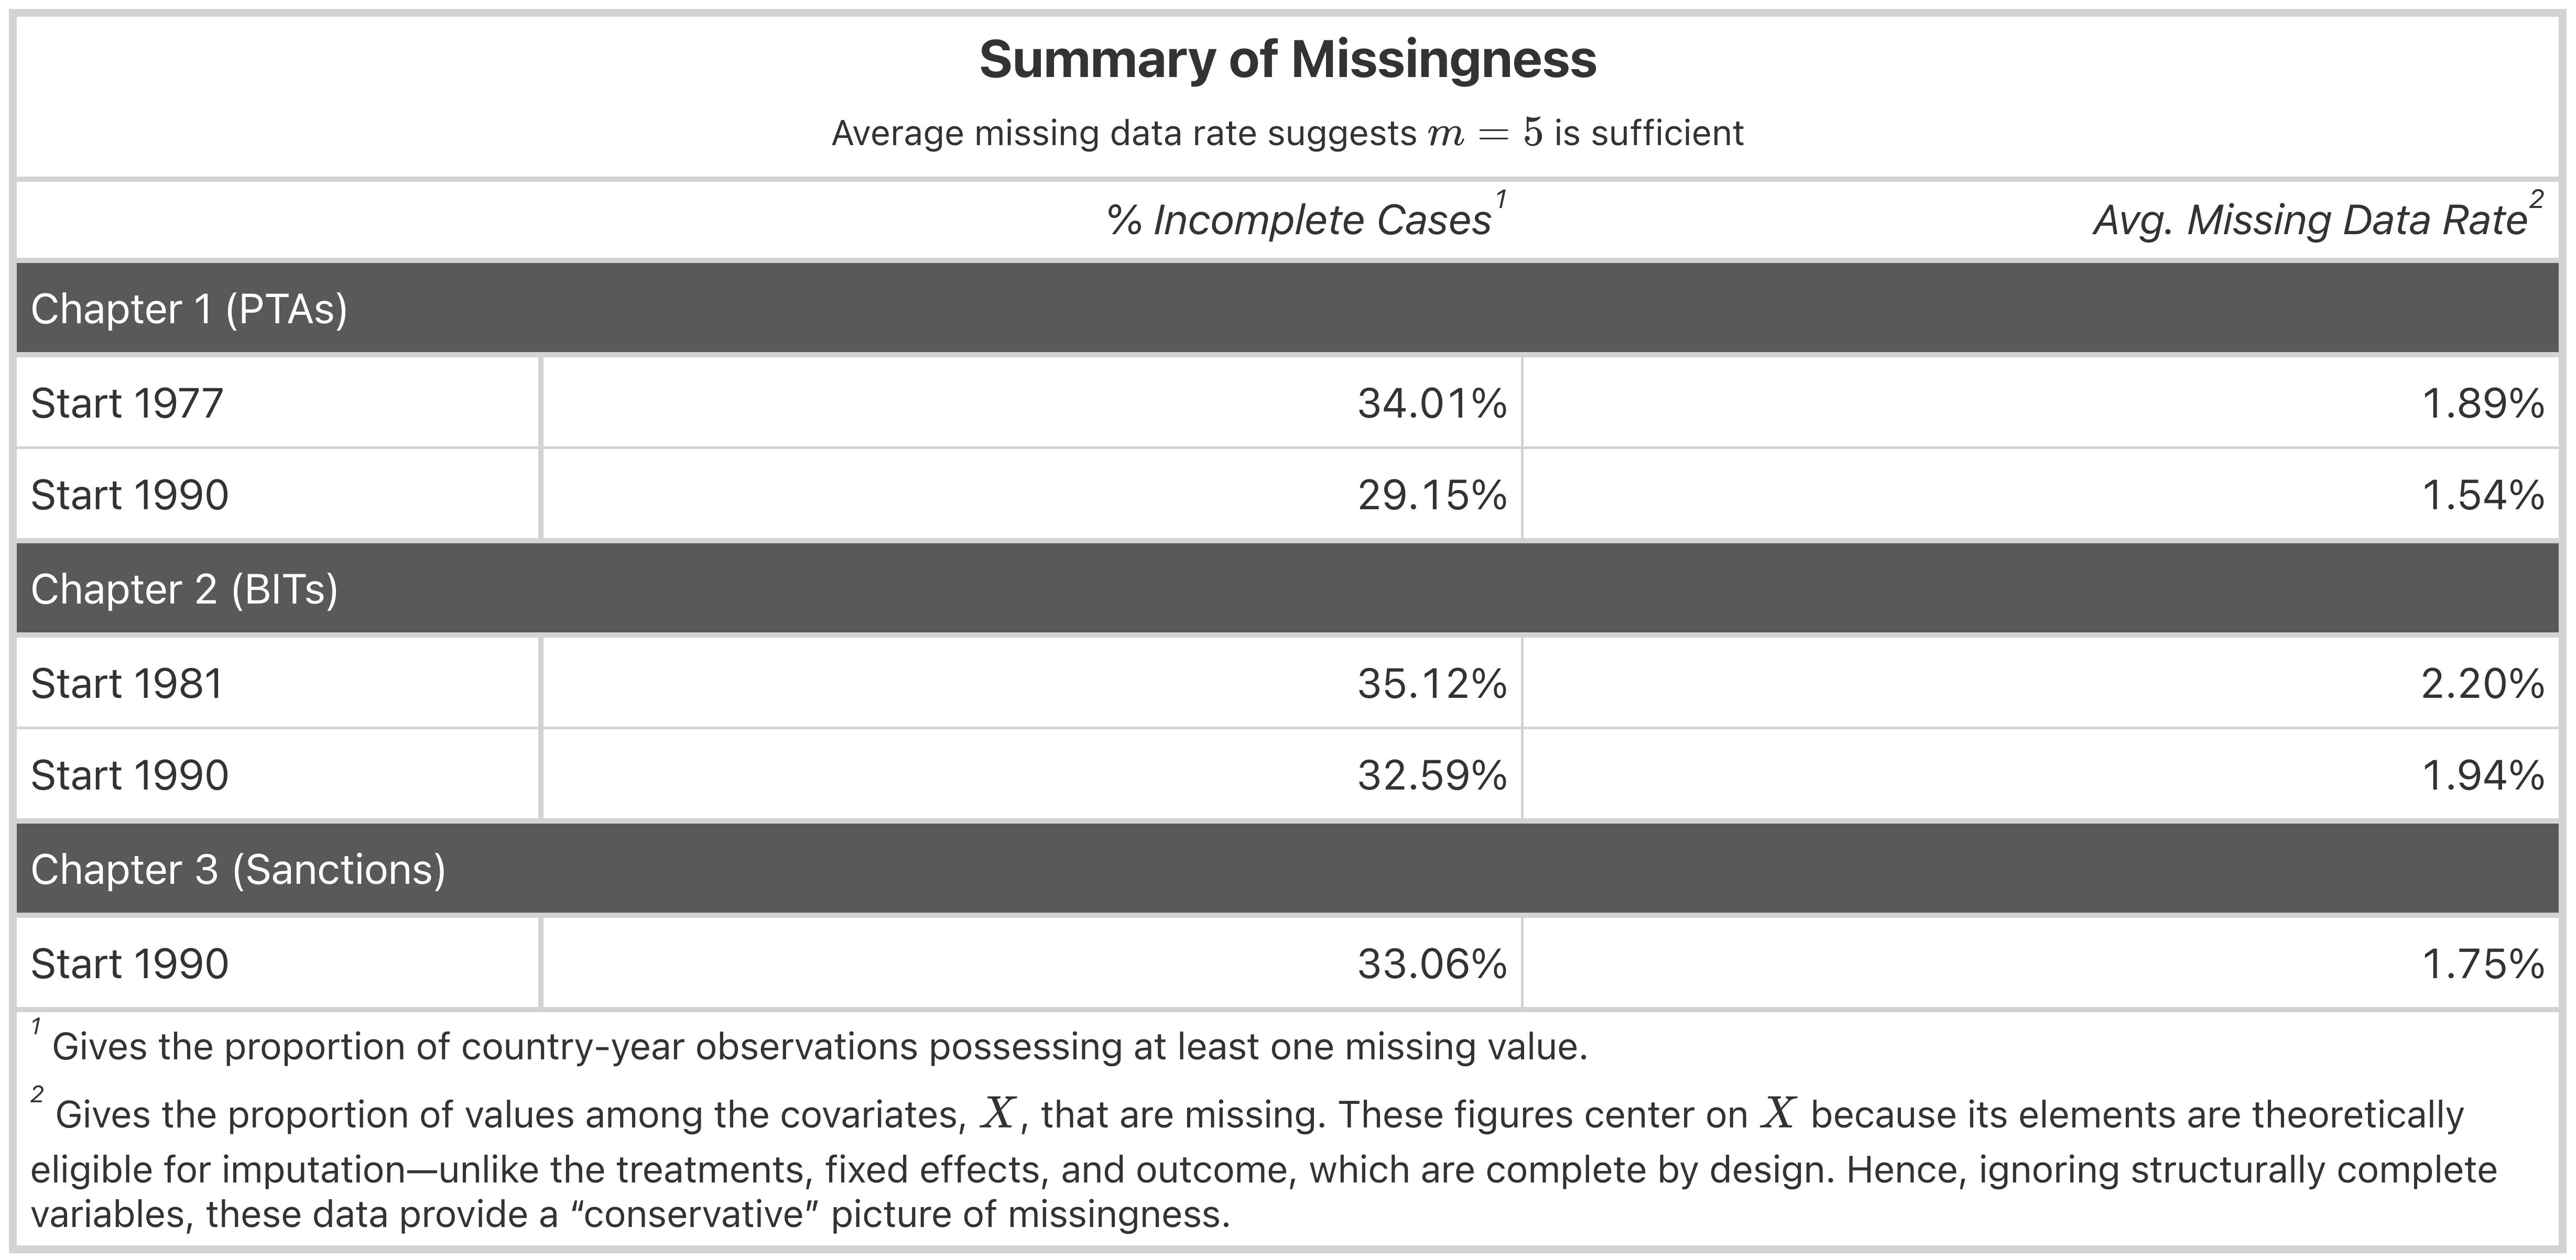 Summary of Missingness
Average missing data rate suggests m = 5 is sufficient
% Incomplete Cases¹ Avg. Missing Data Rate²
Chapter 1 (PTAs)
Start 1977 34.01% 1.89%
Start 1990 29.15% 1.54%
Chapter 2 (BITs)
Start 1981 35.12% 2.20%
Start 1990 32.59% 1.94%
Chapter 3 (Sanctions)
Start 1990 33.06% 1.75%
¹ Gives the proportion of country-year observations possessing at least one missing value.
² Gives the proportion of values among the covariates, X, that are missing. These figures center on X because its elements are theoretically
eligible for imputation—unlike the treatments, fixed effects, and outcome, which are complete by design. Hence, ignoring structurally complete
variables, these data provide a “conservative” picture of missingness.